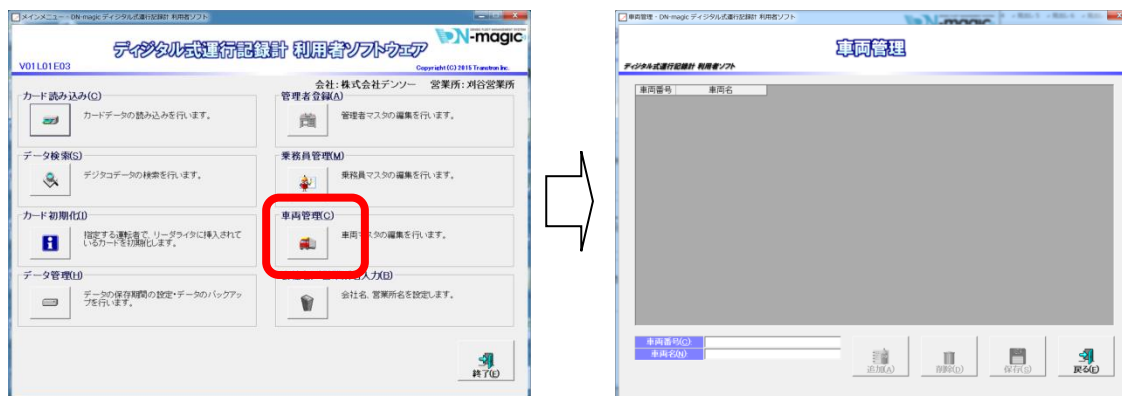 メインメニュー - DN-magic ディジタル式運行記録計 利用者ソフト
DN-magic
ディジタル式運行記録計 利用者ソフトウェア
V01L01E03
Copyright (C) 2015 Transtron Inc.
会社:株式会社デンソー 営業所:刈谷営業所
カード読み込み(C)
カードデータの読み込みを行います。
管理者登録(A)
管理者マスタの編集を行います。
データ検索(S)
デジタコデータの検索を行います。
乗務員管理(M)
乗務員マスタの編集を行います。
カード初期化(I)
指定する運転者で、リーダライタに挿入されて
いるカードを初期化します。
車両管理(C)
車両マスタの編集を行います。
データ管理(H)
データの保存期間の設定・データのバックアッ
プを行います。
入力(B)
会社名、営業所名を設定します。
終了(E)
車両管理 - DN-magic ディジタル式運行記録計 利用者ソフト
車両管理
ディジタル式運行記録計 利用者ソフト
車両番号 車両名
車両番号(C)
車両名(N)
追加(A)
削除(D)
保存(S)
戻る(E)